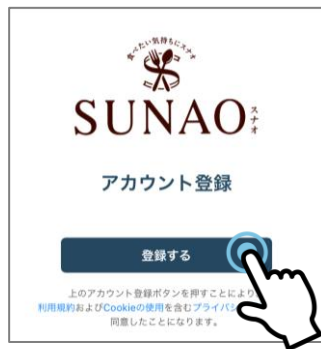 食べたい気持ちにスナオ
SUNAO スナオ
アカウント登録
登録する
上のアカウント登録ボタンを押すことにより
利用規約およびCookieの使用を含むプライバシ
同意したことになります。